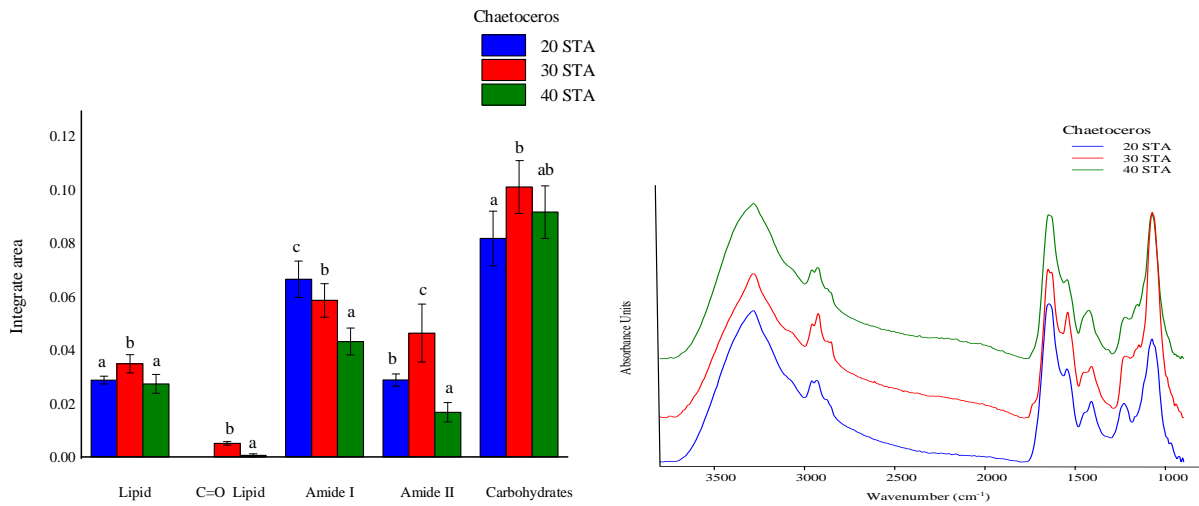 Chaetoceros
20 STA
30 STA
40 STA
Integrate area
0.12
0.10
0.08
0.06
0.04
0.02
0.00
a
b
a
b
a
c
b
a
b
c
a
a
b
ab
Lipid
C=O Lipid
Amide I
Amide II
Carbohydrates
Chaetoceros
20 STA
30 STA
40 STA
Absorbance Units
3500
3000
2500
2000
1500
1000
Wavenumber (cm⁻¹)